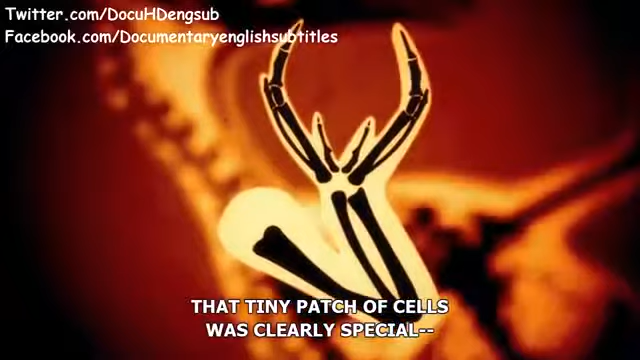 Twitter.com/DocuHDengsub
Facebook.com/Documentaryenglishsubtitles
THAT TINY PATCH OF CELLS
WAS CLEARLY SPECIAL--